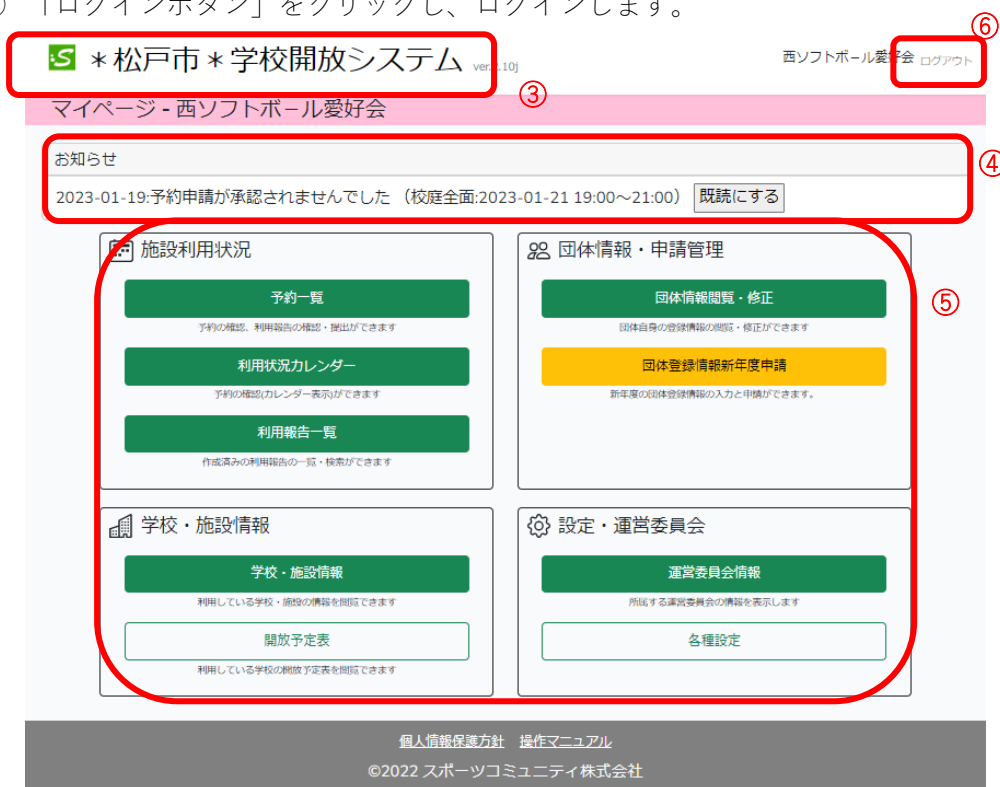 「ログインボタン」をクリックし、ログインします。
⑥
S ＊松戸市＊学校開放システム
西ソフトボール愛好会 ログアウト
③
マイページ - 西ソフトボール愛好会
お知らせ
④
2023-01-19:予約申請が承認されませんでした （校庭全面:2023-01-21 19:00～21:00） 既読にする
施設利用状況
予約一覧
予約の確認、利用報告の確認・提出ができます
利用状況カレンダー
予約の確認(カレンダー表示)ができます
利用報告一覧
作成済みの利用報告の一覧・検索ができます
団体情報・申請管理
団体情報閲覧・修正
団体自身の登録情報の閲覧・修正ができます
団体登録情報新年度申請
新年度の団体登録情報の入力と申請ができます。
⑤
学校・施設情報
学校・施設情報
利用している学校・施設の情報を閲覧できます
開放予定表
利用している学校の開放予定表を閲覧できます
設定・運営委員会
運営委員会情報
所属する運営委員会の情報を表示します
各種設定
個人情報保護方針 操作マニュアル
©2022 スポーツコミュニティ株式会社